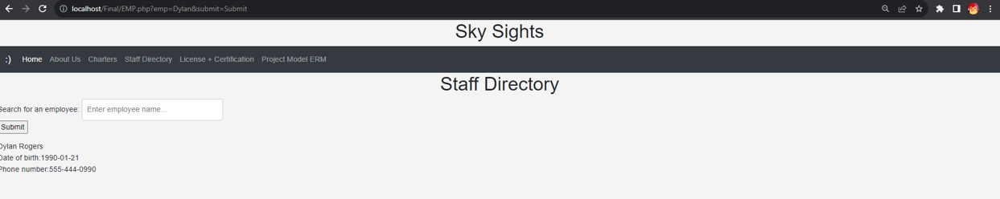 localhost/Final/EMP.php?emp=Dylan&submit=Submit
Sky Sights
:) Home About Us Charters Staff Directory License + Certification Project Model ERM
Staff Directory
Search for an employee: Enter employee name...
Submit
Dylan Rogers
Date of birth:1990-01-21
Phone number:555-444-0990